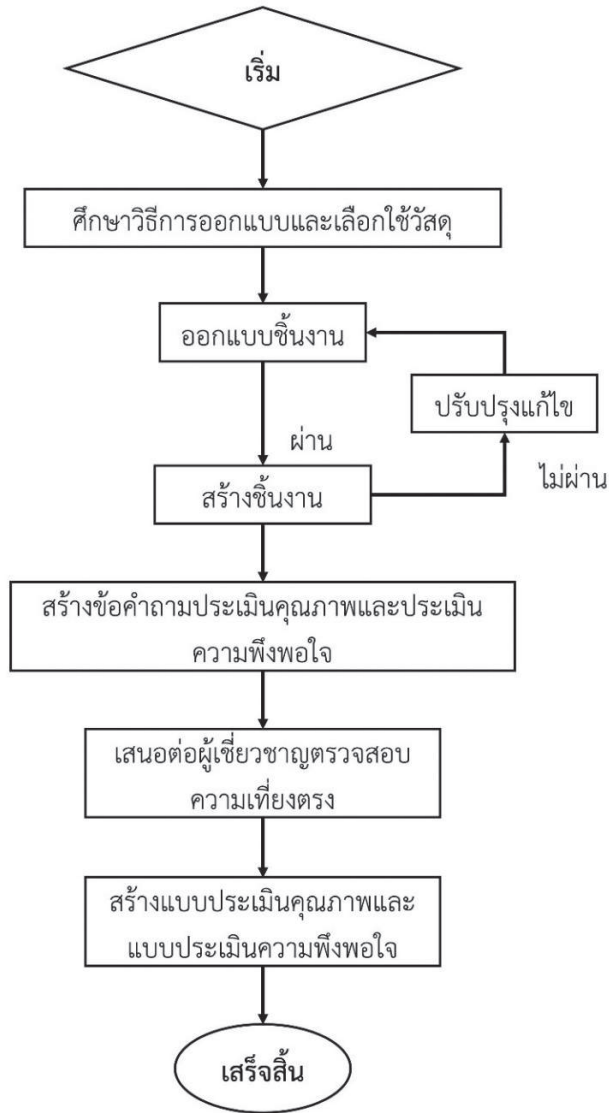 เริ่ม
ศึกษาวิธีการออกแบบและเลือกใช้วัสดุ
ออกแบบชิ้นงาน
ปรับปรุงแก้ไข
ผ่าน
ไม่ผ่าน
สร้างชิ้นงาน
สร้างข้อคำถามประเมินคุณภาพและประเมิน
ความพึงพอใจ
เสนอต่อผู้เชี่ยวชาญตรวจสอบ
ความเที่ยงตรง
สร้างแบบประเมินคุณภาพและ
แบบประเมินความพึงพอใจ
เสร็จสิ้น